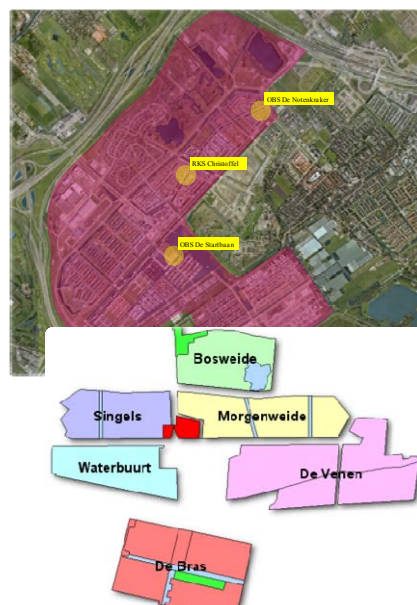 OBS De Notenkraker
RKS Christoffel
OBS De Startbaan
Bosweide
Singels
Morgenweide
Waterbuurt
De Venen
De Bras